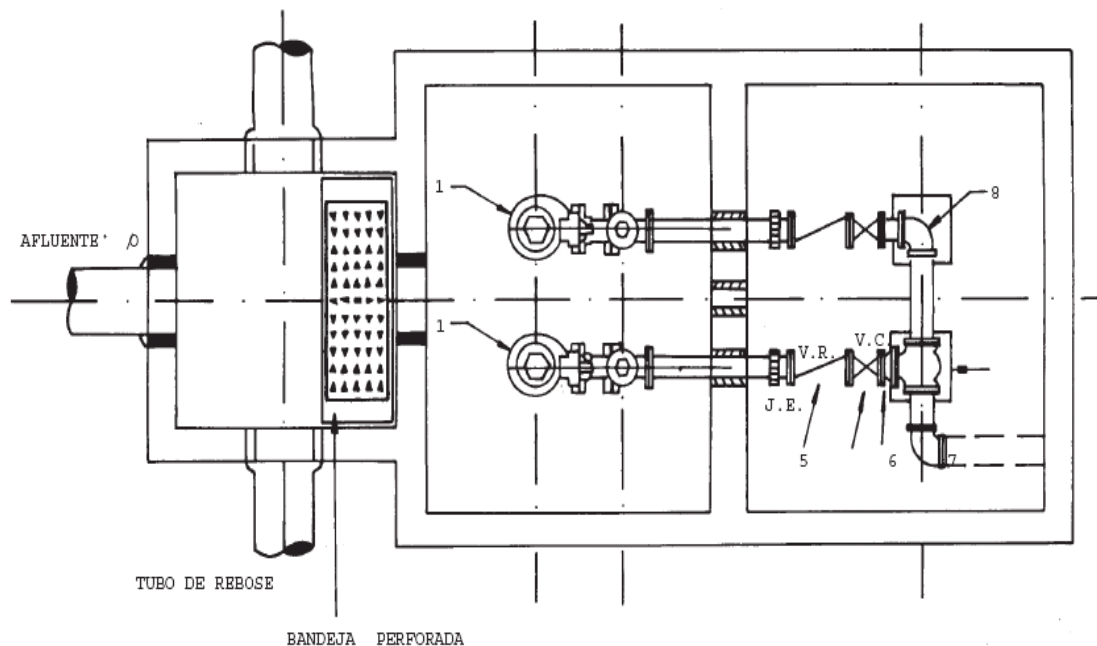 1
8
AFLUENTE' ρ
1
V.R.
V.C.
J.E.
5
6
7
TUBO DE REBOSE
BANDEJA PERFORADA